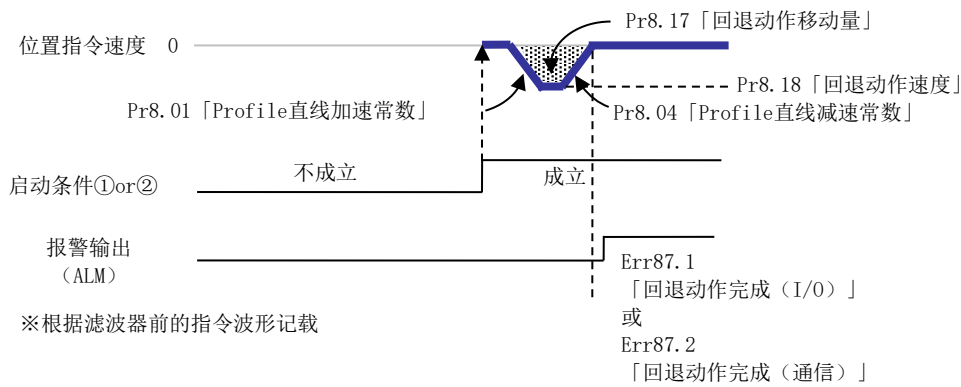 Pr8.17「回退动作移动量」
位置指令速度 0
Pr8.18「回退动作速度」
Pr8.01「Profile直线加速常数」
Pr8.04「Profile直线减速常数」
不成立
成立
启动条件①or②
报警输出
（ALM）
Err87.1
「回退动作完成（I/O）」
或
Err87.2
「回退动作完成（通信）」
※根据滤波器前的指令波形记载